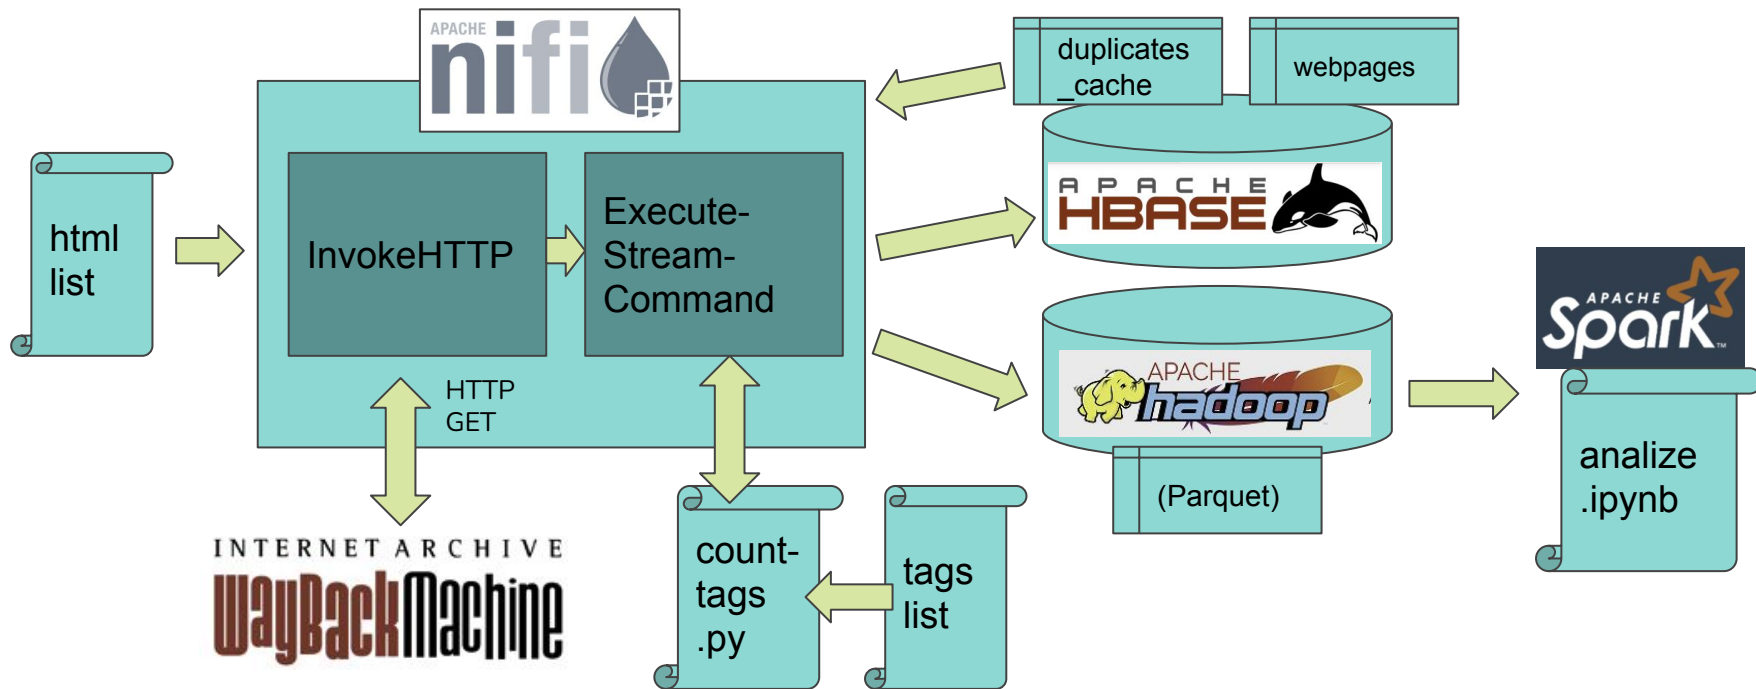 APACHE
nifi
duplicates
_cache
webpages
html
list
InvokeHTTP
Execute-
Stream-
Command
APACHE
HBASE
APACHE
Spark™
APACHE
hadoop
HTTP
GET
(Parquet)
analize
.ipynb
INTERNET ARCHIVE
WayBackMachine
count-
tags
.py
tags
list